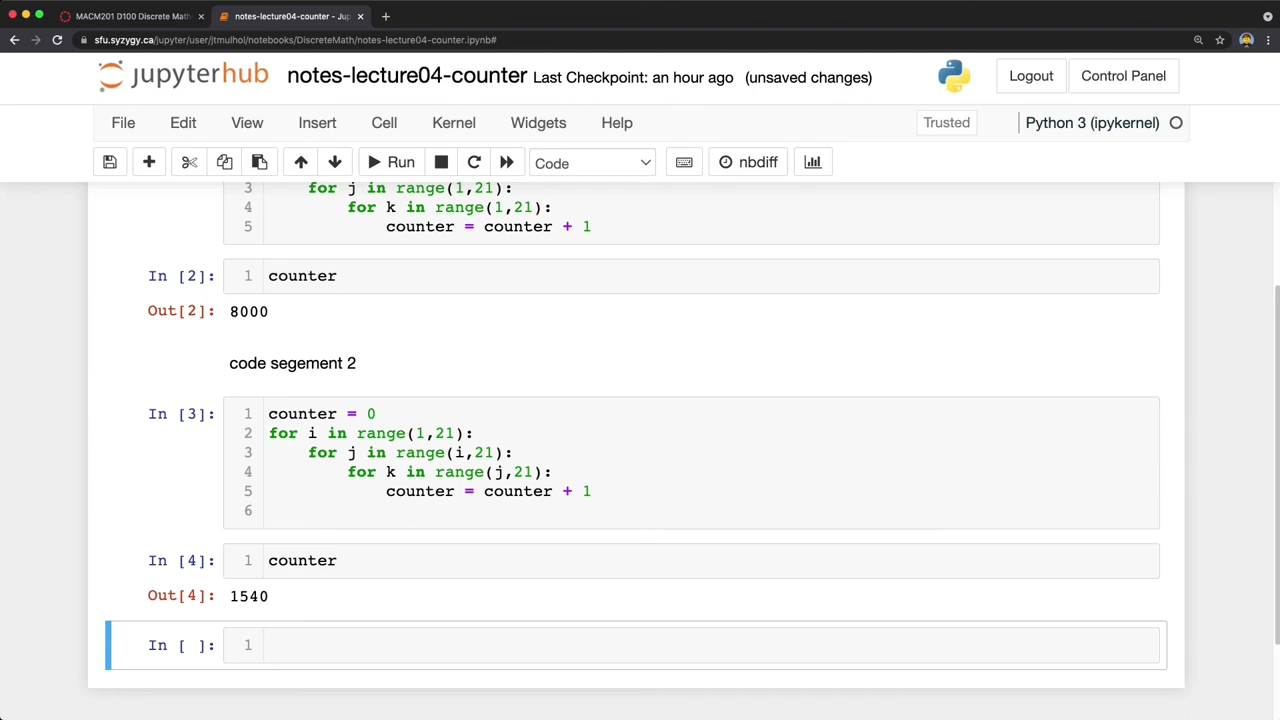 MACM201 D100 Discrete Math
notes-lecture04-counter - Jup
sfu.syzygy.ca/jupyter/user/jtmulhol/notebooks/DiscreteMath/notes-lecture04-counter.ipynb#
jupyterhub notes-lecture04-counter Last Checkpoint: an hour ago (unsaved changes) Logout Control Panel
File Edit View Insert Cell Kernel Widgets Help Trusted Python 3 (ipykernel)
Run Code nbdiff
3 for j in range(1,21):
4 for k in range(1,21):
5 counter = counter + 1
In [2]: 1 counter
Out[2]: 8000
code segement 2
In [3]: 1 counter = 0
2 for i in range(1,21):
3 for j in range(i,21):
4 for k in range(j,21):
5 counter = counter + 1
6
In [4]: 1 counter
Out[4]: 1540
In [ ]: 1